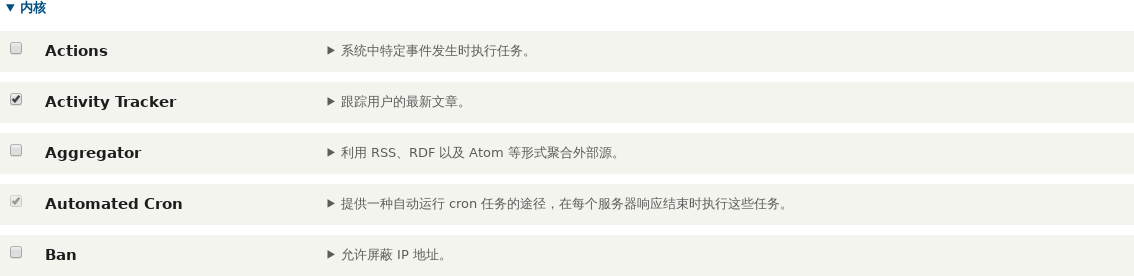 内核
Actions 系统中特定事件发生时执行任务。
Activity Tracker 跟踪用户的最新文章。
Aggregator 利用 RSS、RDF 以及 Atom 等形式聚合外部源。
Automated Cron 提供一种自动运行 cron 任务的途径，在每个服务器响应结束时执行这些任务。
Ban 允许屏蔽 IP 地址。